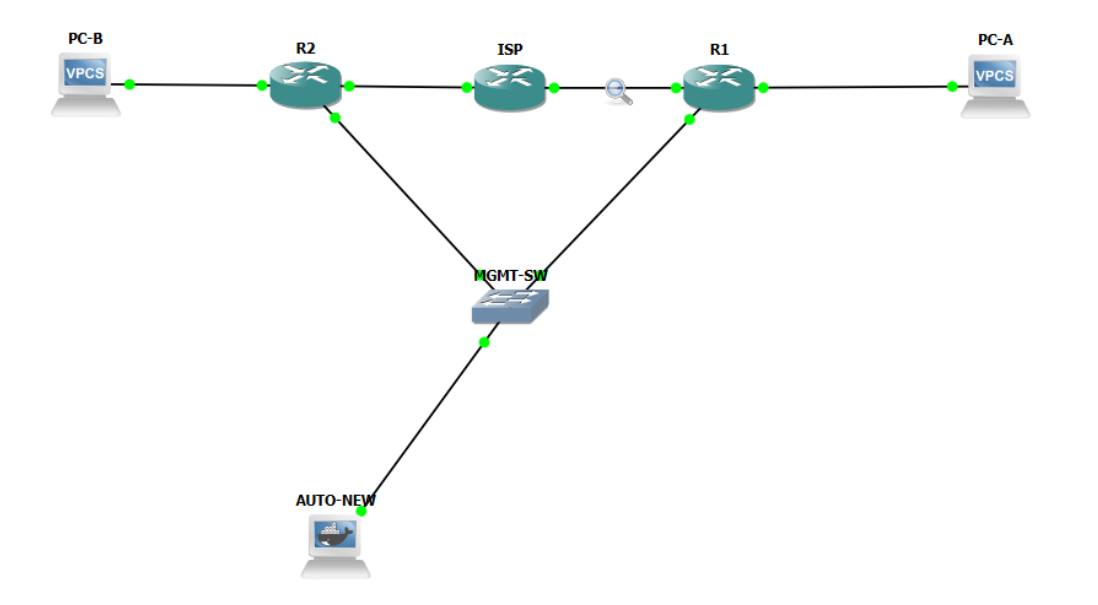 PC-B
R2
ISP
R1
PC-A
VPCS
VPCS
MGMT-SW
AUTO-NEW